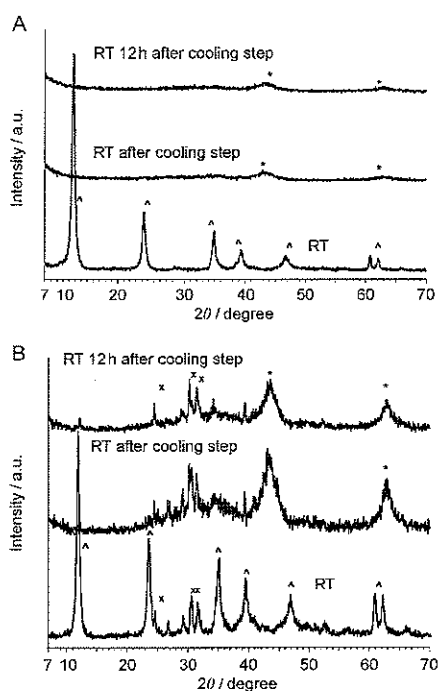 A
RT 12h after cooling step
* *
RT after cooling step
* *
^ ^ ^ ^ ^ RT ^
Intensity / a.u.
7 10 20 30 40 50 60 70
2θ / degree
B
RT 12h after cooling step
x x x * *
RT after cooling step
*
^ ^ x xx ^ ^ ^ RT ^
Intensity / a.u.
7 10 20 30 40 50 60 70
2θ / degree